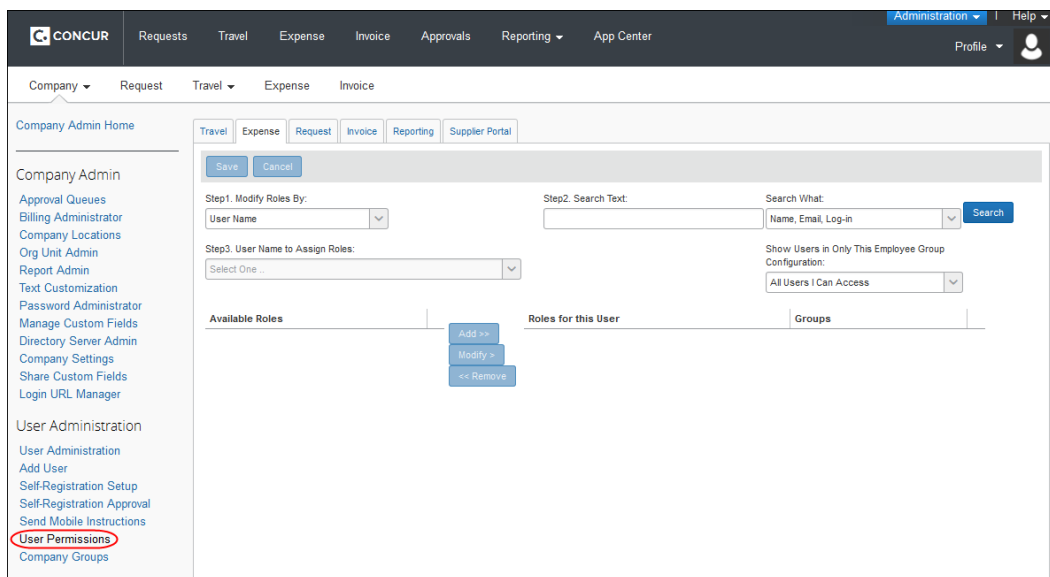 Administration | Help
C. CONCUR Requests Travel Expense Invoice Approvals Reporting App Center
Profile
Company Request Travel Expense Invoice
Company Admin Home
Travel Expense Request Invoice Reporting Supplier Portal
Save Cancel
Company Admin
Step1. Modify Roles By: Step2. Search Text: Search What:
User Name Name, Email, Log-in Search
Step3. User Name to Assign Roles: Show Users in Only This Employee Group
Configuration:
Select One ..
All Users I Can Access
Available Roles Roles for this User Groups
Add >>
Modify >
<< Remove
Approval Queues
Billing Administrator
Company Locations
Org Unit Admin
Report Admin
Text Customization
Password Administrator
Manage Custom Fields
Directory Server Admin
Company Settings
Share Custom Fields
Login URL Manager
User Administration
User Administration
Add User
Self-Registration Setup
Self-Registration Approval
Send Mobile Instructions
User Permissions
Company Groups